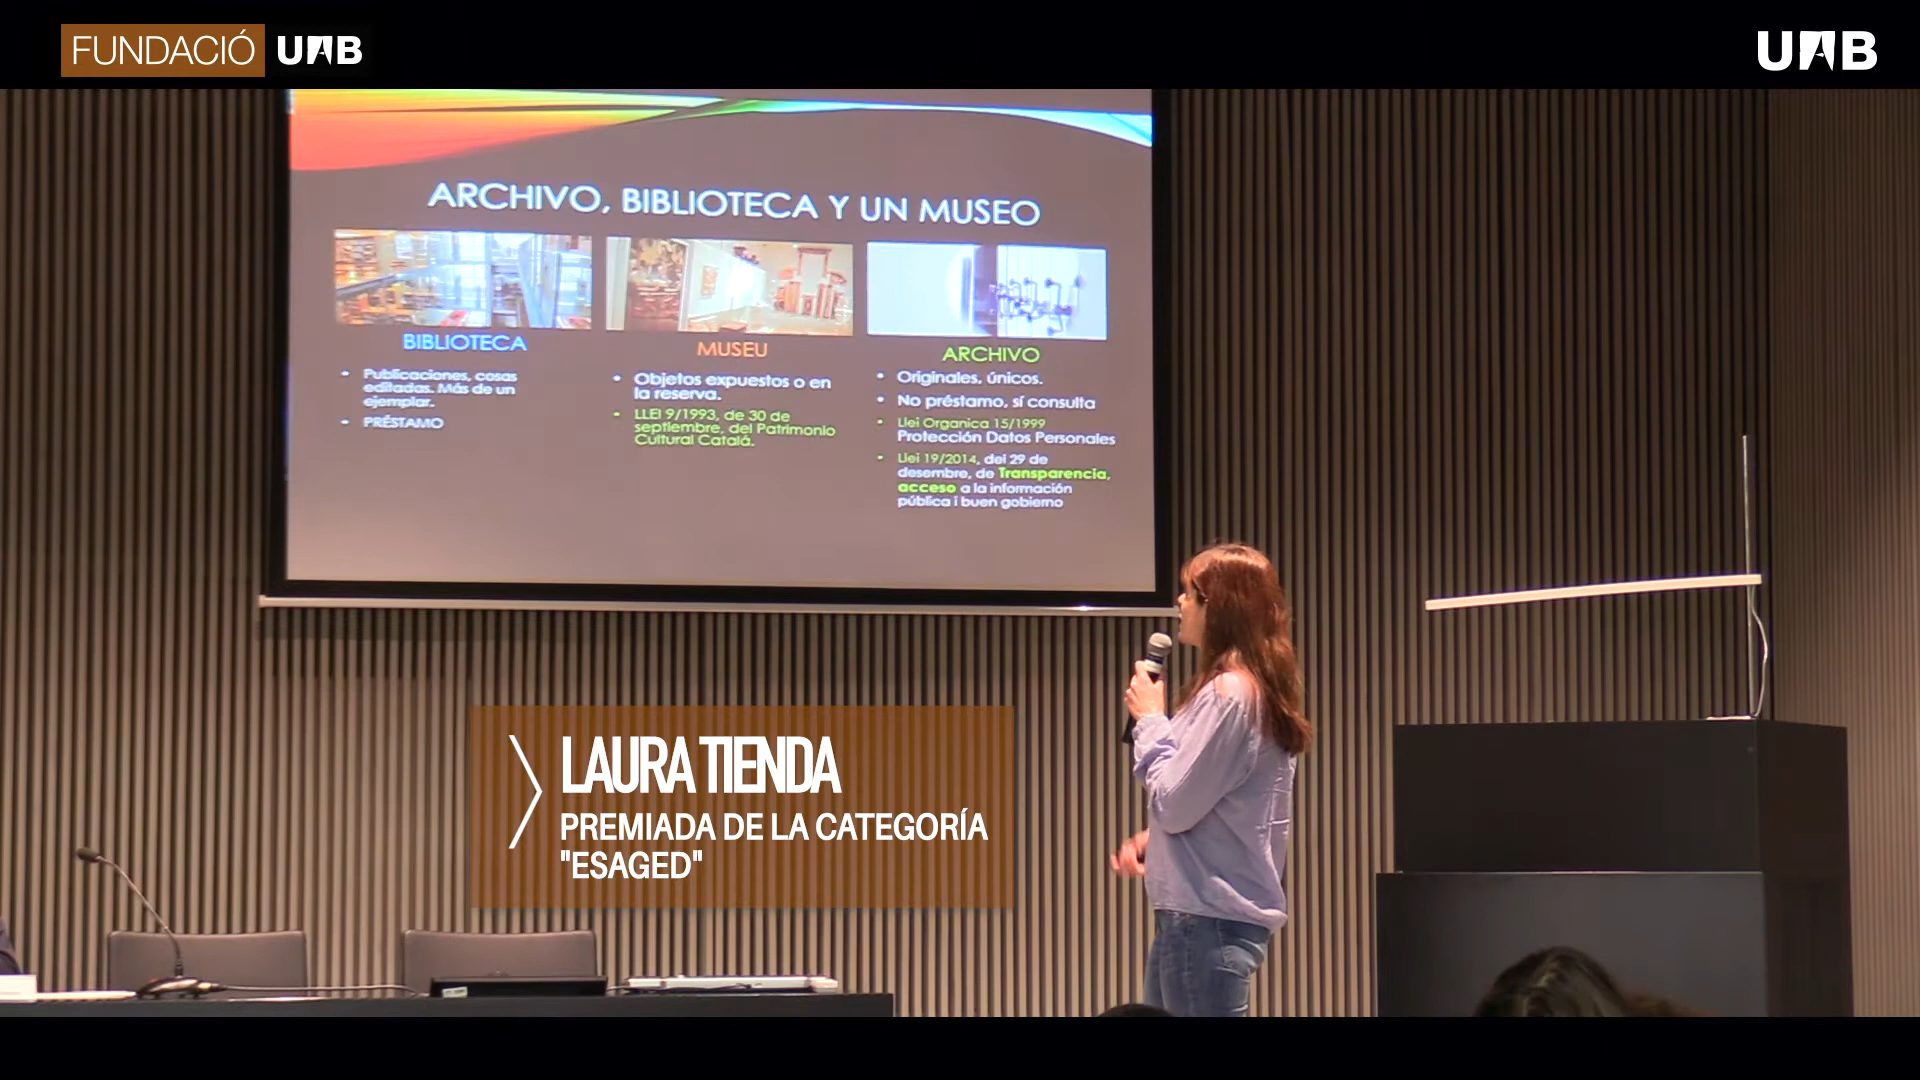 FUNDACIÓ UAB
UAB
ARCHIVO, BIBLIOTECA Y UN MUSEO
BIBLIOTECA
• Publicaciones, cosas
editadas. Más de un
ejemplar.
• PRÉSTAMO
MUSEU
• Objetos expuestos o en
la reserva.
• LLEI 9/1993, de 30 de
septiembre, del Patrimonio
Cultural Catalá.
ARCHIVO
• Originales, únicos.
• No préstamo, sí consulta
• Llei Organica 15/1999
Protección Datos Personales
• Llei 19/2014, del 29 de
desembre, de Transparencia,
acceso a la información
pública i buen gobierno
LAURA TIENDA
PREMIADA DE LA CATEGORÍA
"ESAGED"